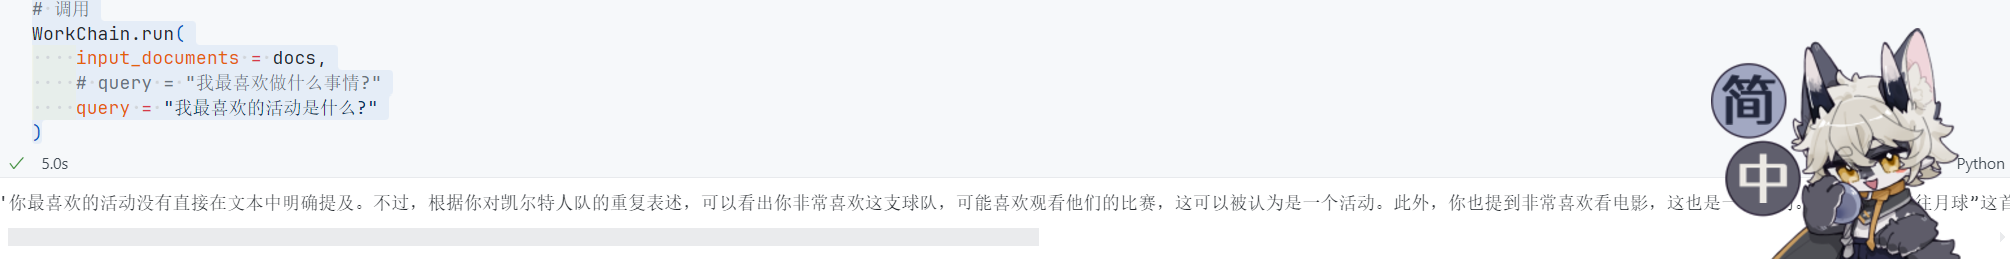 # 调用
WorkChain.run(
    input_documents = docs,
    # query = "我最喜欢做什么事情?"
    query = "我最喜欢的活动是什么?"
)
简
5.0s
Python
中
'你最喜欢的活动没有直接在文本中明确提及。不过，根据你对凯尔特人队的重复表述，可以看出你非常喜欢这支球队，可能喜欢观看他们的比赛，这可以被认为是一个活动。此外，你也提到非常喜欢看电影，这也是一 往月球”这首